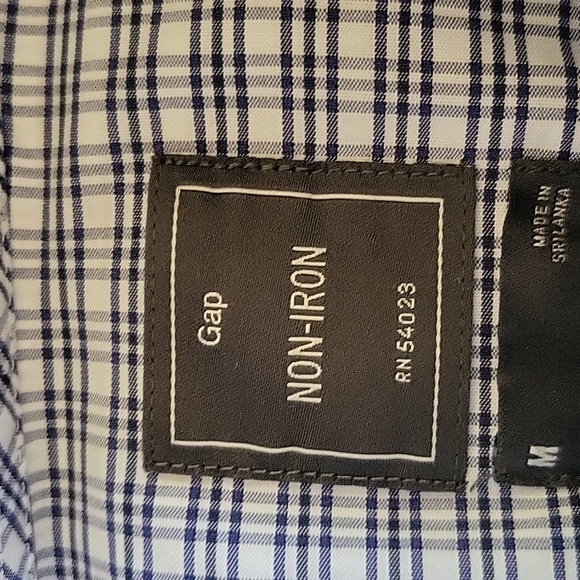 Gap
NON-IRON
RN 54023
MADE IN
SRI LANKA
M